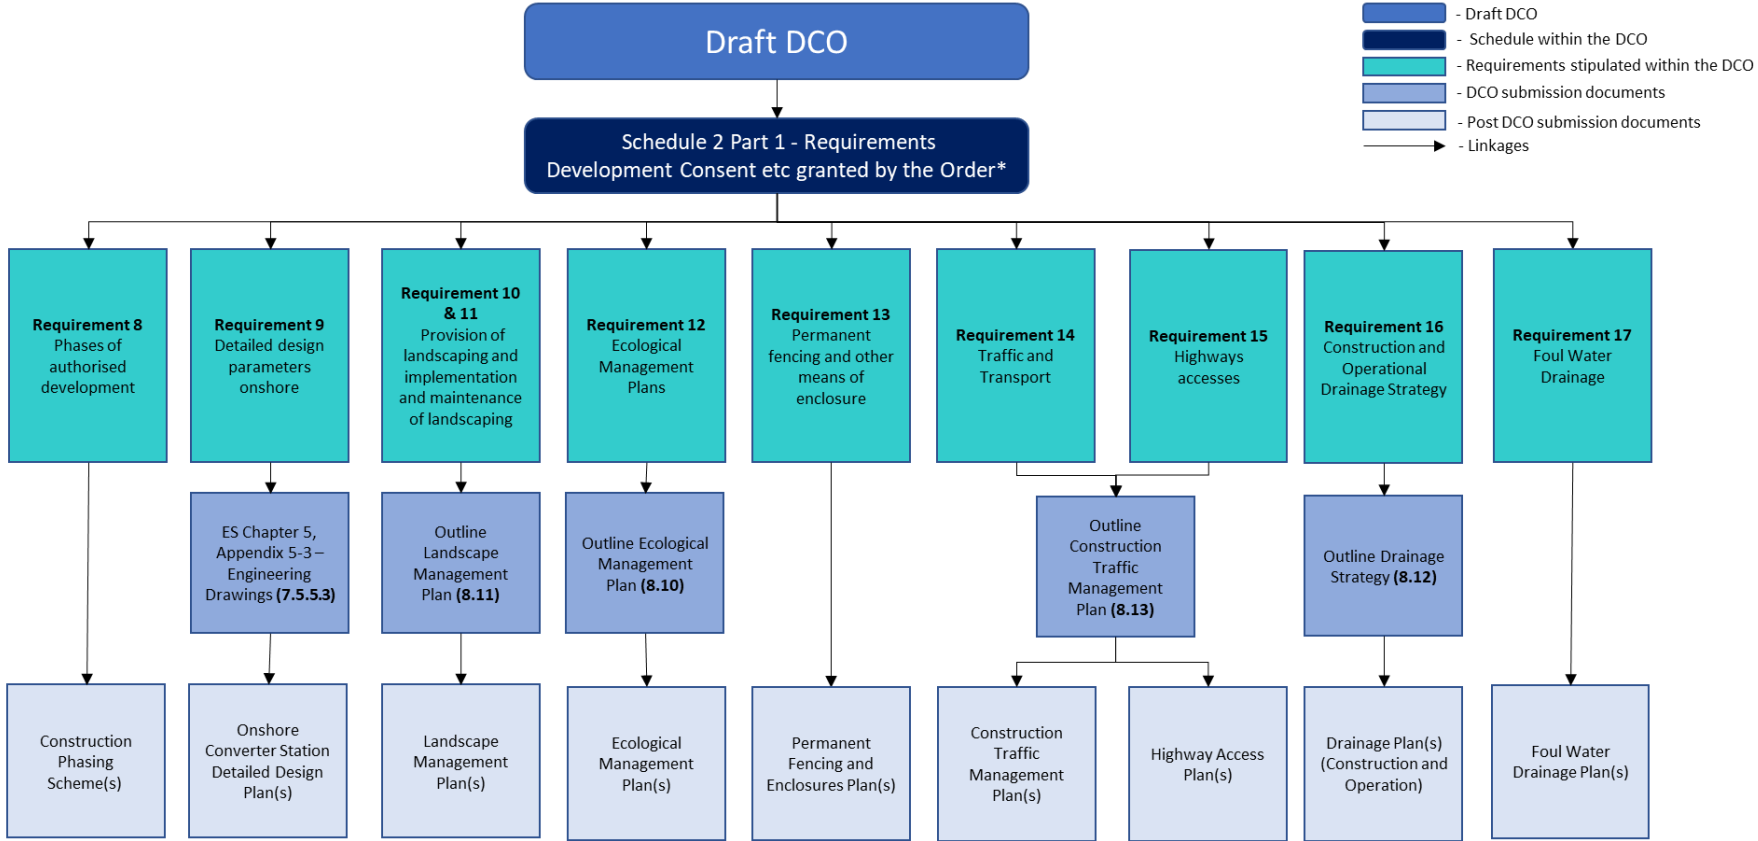 Draft DCO
- Draft DCO
- Schedule within the DCO
- Requirements stipulated within the DCO
- DCO submission documents
- Post DCO submission documents
- Linkages
Schedule 2 Part 1 - Requirements
Development Consent etc granted by the Order*
Requirement 8
Phases of
authorised
development
Requirement 9
Detailed design
parameters
onshore
Requirement 10
& 11
Provision of
landscaping and
implementation
and maintenance
of landscaping
Requirement 12
Ecological
Management
Plans
Requirement 13
Permanent
fencing and other
means of
enclosure
Requirement 14
Traffic and
Transport
Requirement 15
Highways
accesses
Requirement 16
Construction and
Operational
Drainage Strategy
Requirement 17
Foul Water
Drainage
ES Chapter 5,
Appendix 5-3 –
Engineering
Drawings (7.5.5.3)
Outline
Landscape
Management
Plan (8.11)
Outline Ecological
Management
Plan (8.10)
Outline
Construction
Traffic
Management
Plan (8.13)
Outline Drainage
Strategy (8.12)
Construction
Phasing
Scheme(s)
Onshore
Converter Station
Detailed Design
Plan(s)
Landscape
Management
Plan(s)
Ecological
Management
Plan(s)
Permanent
Fencing and
Enclosures Plan(s)
Construction
Traffic
Management
Plan(s)
Highway Access
Plan(s)
Drainage Plan(s)
(Construction and
Operation)
Foul Water
Drainage Plan(s)